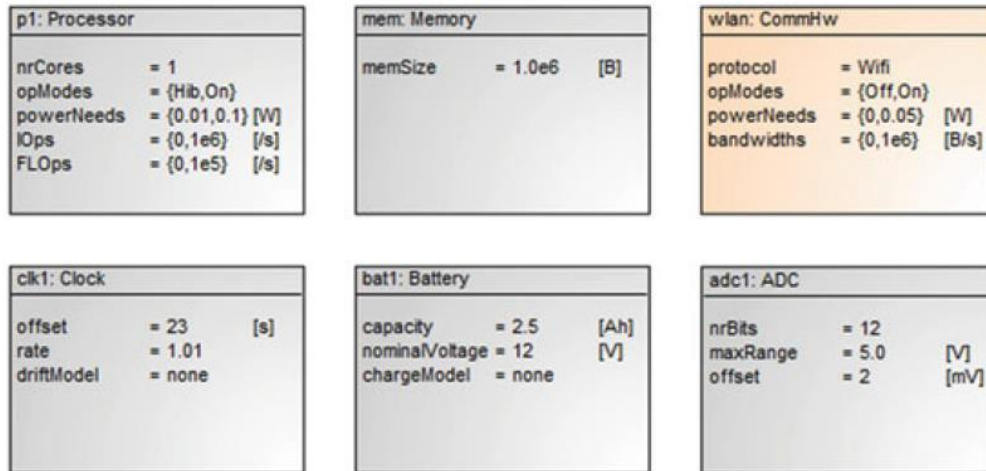 p1: Processor
nrCores = 1
opModes = {Hib,On}
powerNeeds = {0.01,0.1} [W]
IOps = {0,1e6} [/s]
FLOps = {0,1e5} [/s]
mem: Memory
memSize = 1.0e6 [B]
wlan: CommHw
protocol = Wifi
opModes = {Off,On}
powerNeeds = {0,0.05} [W]
bandwidths = {0,1e6} [B/s]
clk1: Clock
offset = 23 [s]
rate = 1.01
driftModel = none
bat1: Battery
capacity = 2.5 [Ah]
nominalVoltage = 12 [V]
chargeModel = none
adc1: ADC
nrBits = 12
maxRange = 5.0 [V]
offset = 2 [mV]